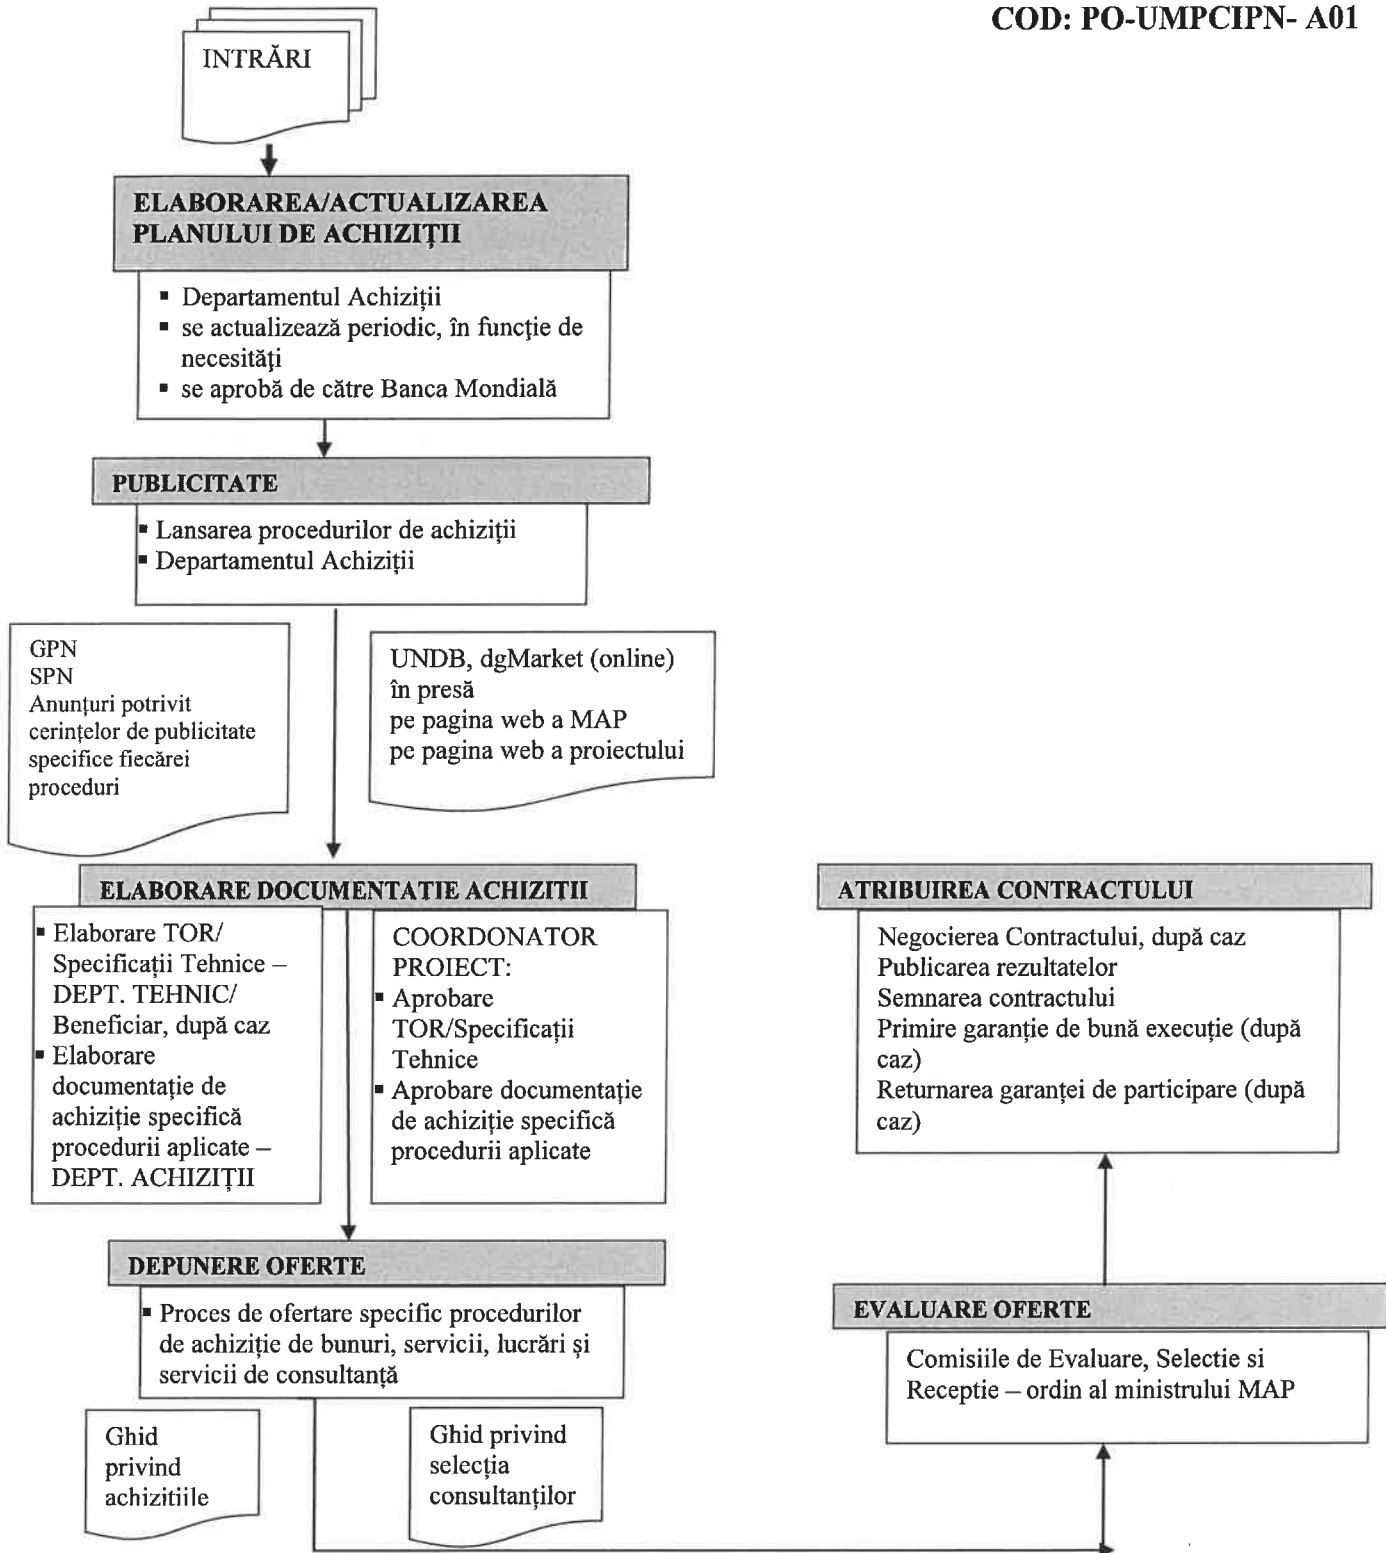 COD: PO-UMPCIPN- A01
INTRĂRI
ELABORAREA/ACTUALIZAREA
PLANULUI DE ACHIZIȚII
▪ Departamentul Achiziții
▪ se actualizează periodic, în funcţie de
necesităţi
▪ se aprobă de către Banca Mondială
PUBLICITATE
▪ Lansarea procedurilor de achiziții
▪ Departamentul Achiziții
GPN
SPN
Anunțuri potrivit
cerințelor de publicitate
specifice fiecărei
proceduri
UNDB, dgMarket (online)
în presă
pe pagina web a MAP
pe pagina web a proiectului
ELABORARE DOCUMENTATIE ACHIZITII
▪ Elaborare TOR/
Specificații Tehnice –
DEPT. TEHNIC/
Beneficiar, după caz
▪ Elaborare
documentație de
achiziție specifică
procedurii aplicate –
DEPT. ACHIZIȚII
COORDONATOR
PROIECT:
▪ Aprobare
TOR/Specificații
Tehnice
▪ Aprobare documentație
de achiziție specifică
procedurii aplicate
DEPUNERE OFERTE
▪ Proces de ofertare specific procedurilor
de achiziție de bunuri, servicii, lucrări și
servicii de consultanță
Ghid
privind
achizitiile
Ghid privind
selecția
consultanților
ATRIBUIREA CONTRACTULUI
Negocierea Contractului, după caz
Publicarea rezultatelor
Semnarea contractului
Primire garanție de bună execuție (după
caz)
Returnarea garanței de participare (după
caz)
EVALUARE OFERTE
Comisiile de Evaluare, Selectie si
Receptie – ordin al ministrului MAP